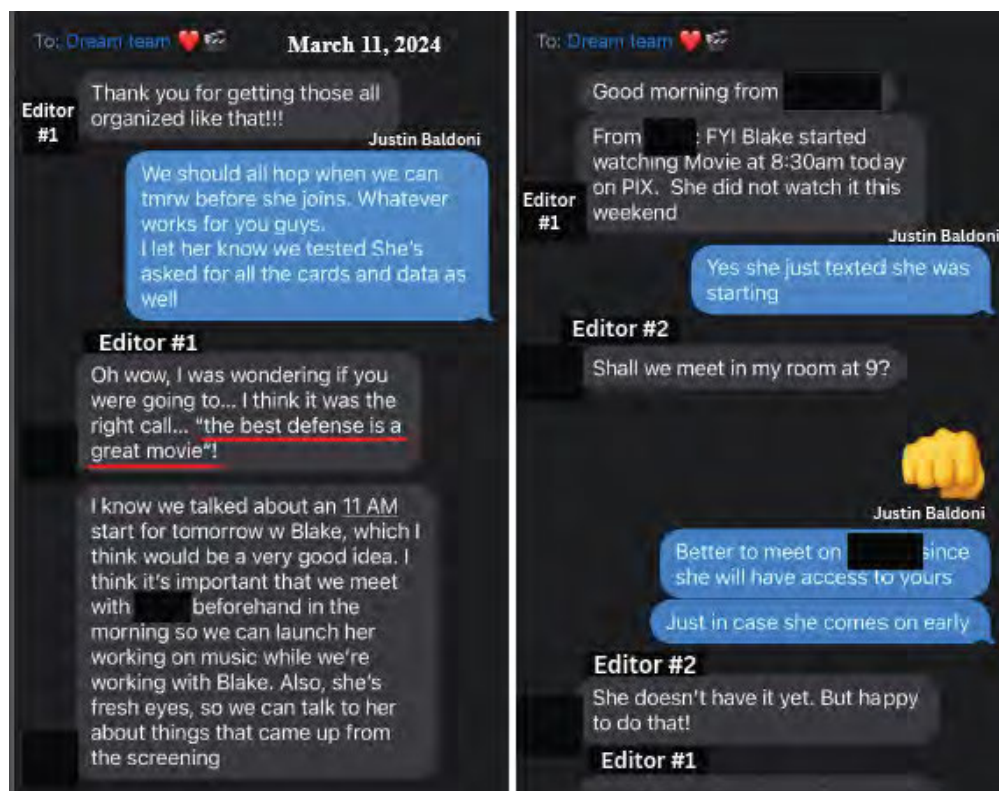 To: Dream team ❤️🎬
March 11, 2024
Editor
#1
Thank you for getting those all
organized like that!!!
Justin Baldoni
We should all hop when we can
tmrw before she joins. Whatever
works for you guys.
I let her know we tested She's
asked for all the cards and data as
well
Editor #1
Oh wow, I was wondering if you
were going to... I think it was the
right call... "the best defense is a
great movie"!
I know we talked about an 11 AM
start for tomorrow w Blake, which I
think would be a very good idea. I
think it's important that we meet
with beforehand in the
morning so we can launch her
working on music while we're
working with Blake. Also, she's
fresh eyes, so we can talk to her
about things that came up from
the screening
To: Dream team ❤️🎬
Good morning from
Editor
#1
From : FYI Blake started
watching Movie at 8:30am today
on PIX. She did not watch it this
weekend
Justin Baldoni
Yes she just texted she was
starting
Editor #2
Shall we meet in my room at 9?
👊
Justin Baldoni
Better to meet on since
she will have access to yours
Just in case she comes on early
Editor #2
She doesn't have it yet. But happy
to do that!
Editor #1